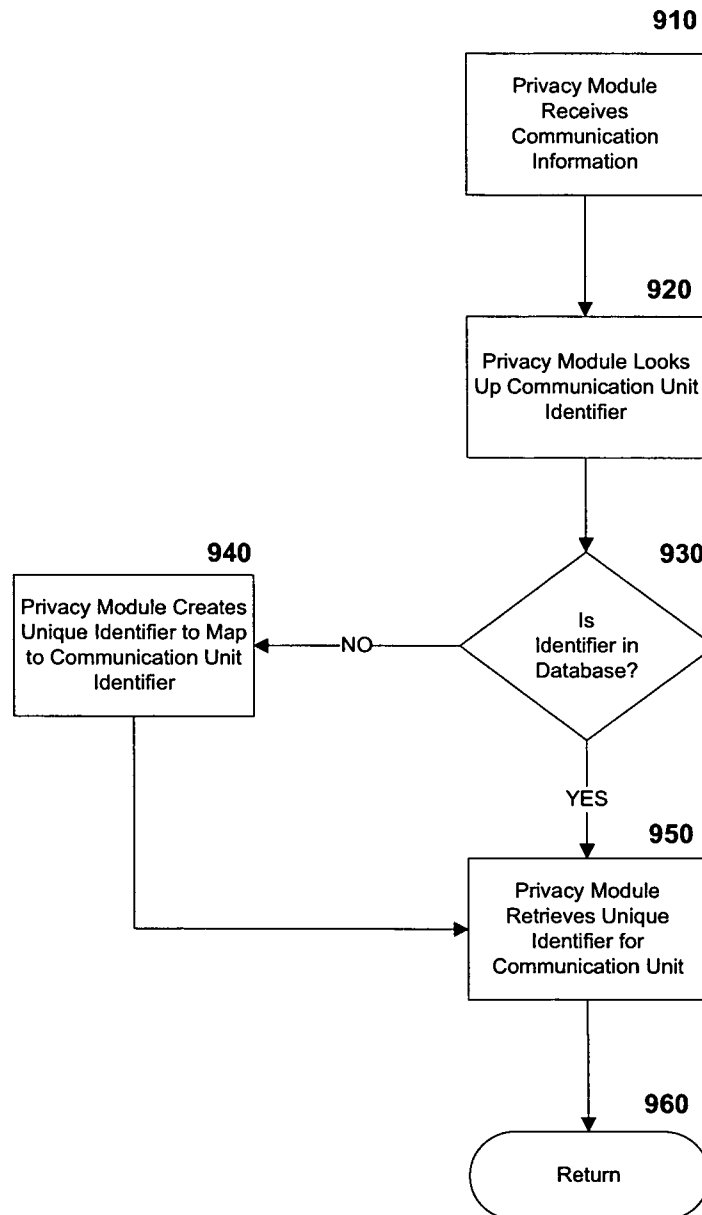 910
Privacy Module
Receives
Communication
Information
920
Privacy Module Looks
Up Communication Unit
Identifier
930
Is
Identifier in
Database?
NO
940
Privacy Module Creates
Unique Identifier to Map
to Communication Unit
Identifier
YES
950
Privacy Module
Retrieves Unique
Identifier for
Communication Unit
960
Return